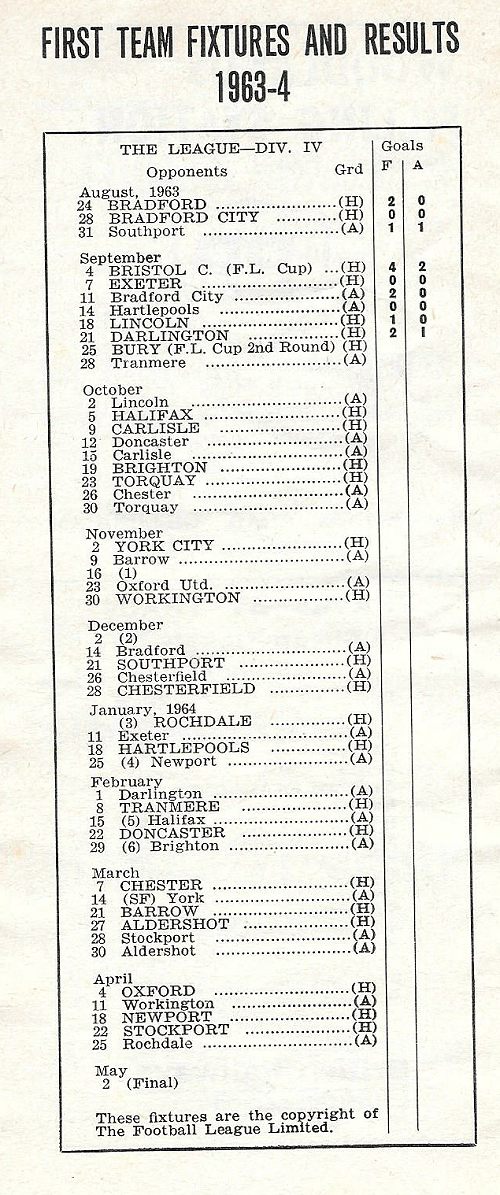 FIRST TEAM FIXTURES AND RESULTS
1963-4
THE LEAGUE—DIV. IV Goals
Opponents Grd F A
August, 1963
24 BRADFORD ......................(H) 2 0
28 BRADFORD CITY ............(H) 0 0
31 Southport .........................(A) 1 1
September
4 BRISTOL C. (F.L. Cup) ...(H) 4 2
7 EXETER ...........................(H) 0 0
11 Bradford City ...................(A) 2 0
14 Hartlepools ......................(A) 0 0
18 LINCOLN .........................(H) 1 0
21 DARLINGTON ..................(H) 2 1
25 BURY (F.L. Cup 2nd Round) (H)
28 Tranmere .........................(A)
October
2 Lincoln ............................(A)
5 HALIFAX .........................(H)
9 CARLISLE .......................(H)
12 Doncaster ........................(A)
15 Carlisle ...........................(A)
19 BRIGHTON .....................(H)
23 TORQUAY .......................(H)
26 Chester ............................(A)
30 Torquay ...........................(A)
November
2 YORK CITY .....................(H)
9 Barrow .............................(A)
16 (1)
23 Oxford Utd. .....................(A)
30 WORKINGTON ................(H)
December
2 (2)
14 Bradford ..........................(A)
21 SOUTHPORT ...................(H)
26 Chesterfield .....................(A)
28 CHESTERFIELD ..............(H)
January, 1964
(3) ROCHDALE ...............(H)
11 Exeter ..............................(A)
18 HARTLEPOOLS ...............(H)
25 (4) Newport .....................(A)
February
1 Darlington .......................(A)
8 TRANMERE ....................(H)
15 (5) Halifax ......................(A)
22 DONCASTER ...................(H)
29 (6) Brighton ....................(A)
March
7 CHESTER ........................(H)
14 (SF) York ........................(A)
21 BARROW .........................(H)
27 ALDERSHOT ...................(H)
28 Stockport .........................(A)
30 Aldershot .........................(A)
April
4 OXFORD ..........................(H)
11 Workington .....................(A)
18 NEWPORT .......................(H)
22 STOCKPORT ...................(H)
25 Rochdale ..........................(A)
May
2 (Final)
These fixtures are the copyright of
The Football League Limited.